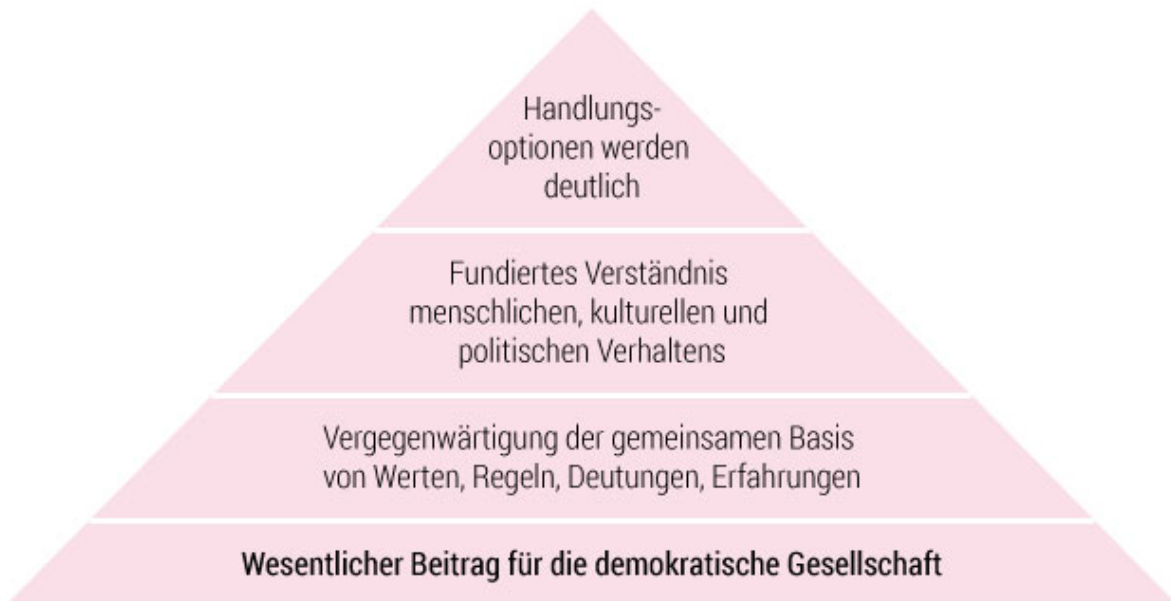 Handlungs-
optionen werden
deutlich
Fundiertes Verständnis
menschlichen, kulturellen und
politischen Verhaltens
Vergegenwärtigung der gemeinsamen Basis
von Werten, Regeln, Deutungen, Erfahrungen
Wesentlicher Beitrag für die demokratische Gesellschaft